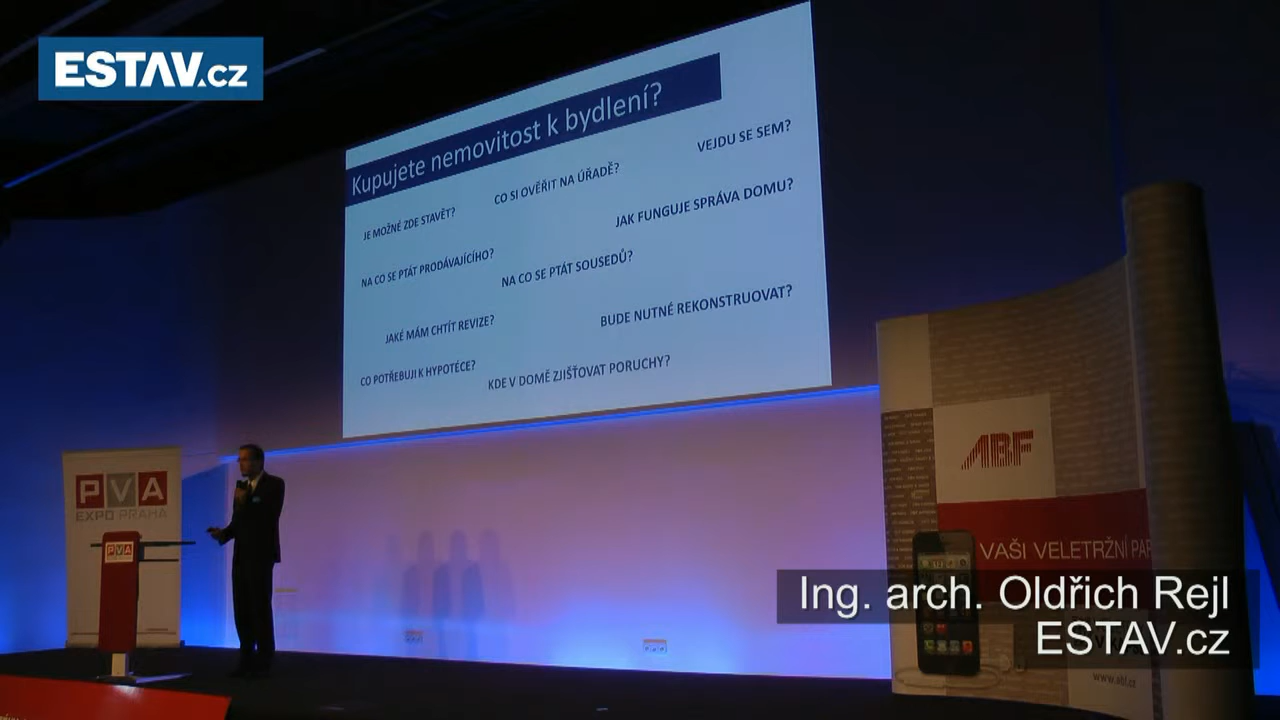 ESTAV.cz
Kupujete nemovitost k bydlení?
VEJDU SE SEM?
CO SI OVĚŘIT NA ÚŘADĚ?
JE MOŽNÉ ZDE STAVĚT?
JAK FUNGUJE SPRÁVA DOMU?
NA CO SE PTÁT PRODÁVAJÍCÍHO?
NA CO SE PTÁT SOUSEDŮ?
JAKÉ MÁM CHTÍT REVIZE?
BUDE NUTNÉ REKONSTRUOVAT?
CO POTŘEBUJI K HYPOTÉCE?
KDE V DOMĚ ZJIŠŤOVAT PORUCHY?
PVA
EXPO PRAHA
PVA
ABF
VAŠI VELETRŽNÍ PAR
Ing. arch. Oldřich Rejl
ESTAV.cz
www.abf.cz